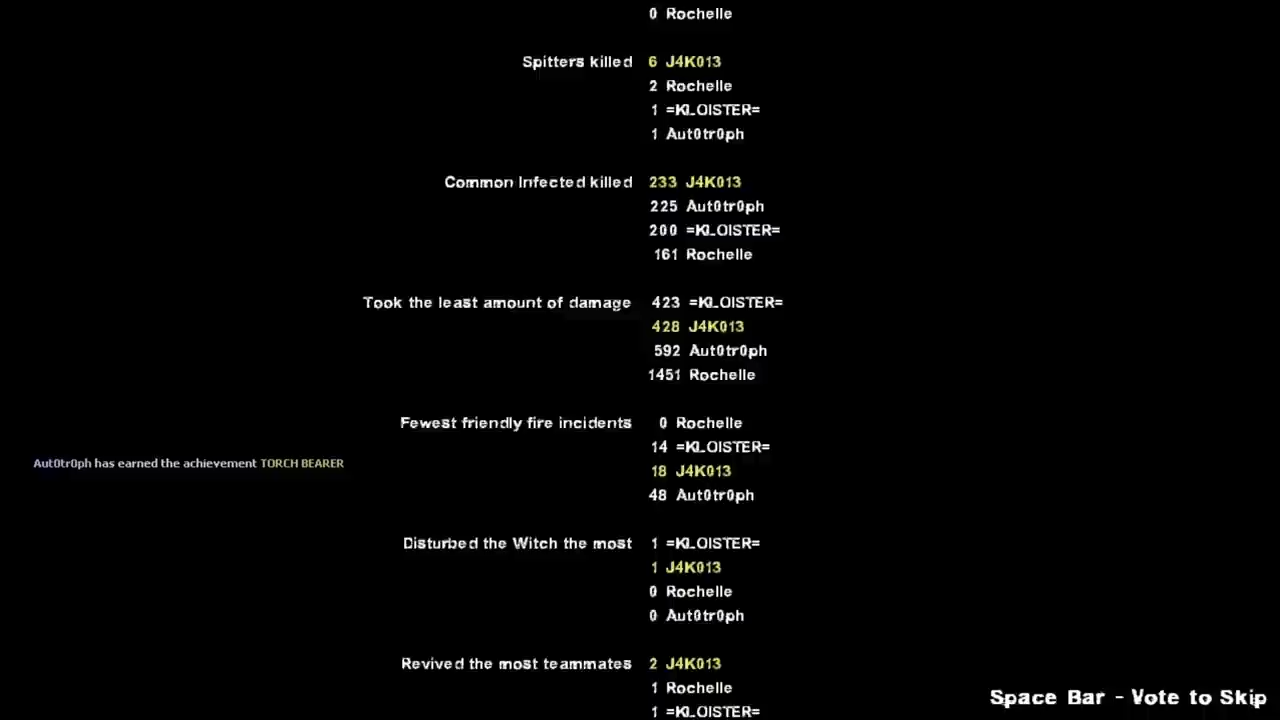 0 Rochelle
Spitters killed 6 J4K013
2 Rochelle
1 =KLOISTER=
1 Aut0tr0ph
Common Infected killed 233 J4K013
225 Aut0tr0ph
200 =KLOISTER=
161 Rochelle
Took the least amount of damage 423 =KLOISTER=
428 J4K013
592 Aut0tr0ph
1451 Rochelle
Fewest friendly fire incidents 0 Rochelle
14 =KLOISTER=
Aut0tr0ph has earned the achievement TORCH BEARER
18 J4K013
48 Aut0tr0ph
Disturbed the Witch the most 1 =KLOISTER=
1 J4K013
0 Rochelle
0 Aut0tr0ph
Revived the most teammates 2 J4K013
1 Rochelle
1 =KLOISTER=
Space Bar - Vote to Skip